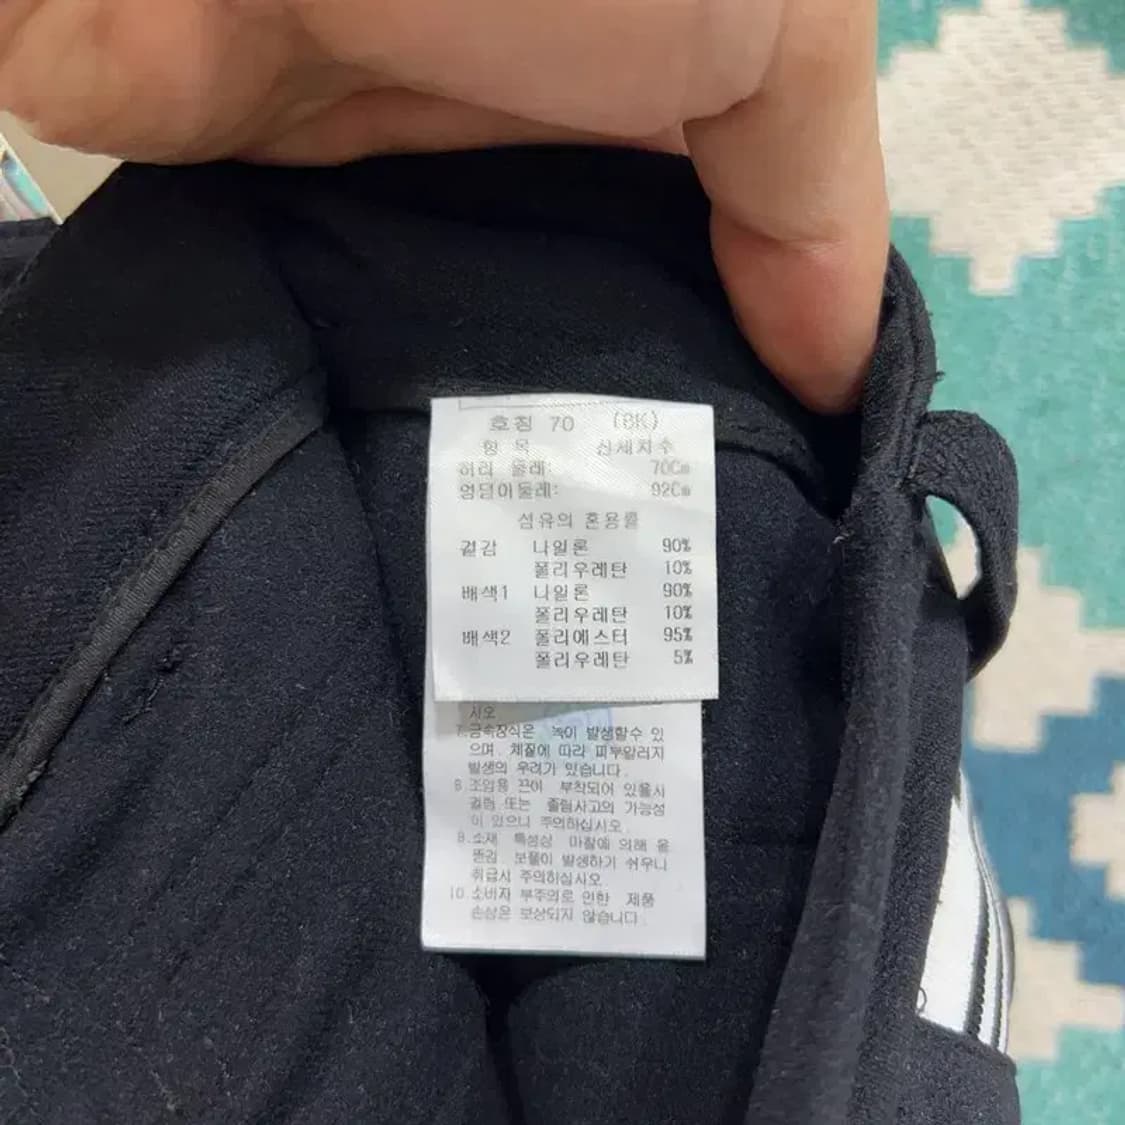 호칭 70 (BK)
항 목 신체치수
허리 둘레: 70Cm
엉덩이둘레: 92Cm
섬유의 혼용률
겉감 나일론 90%
폴리우레탄 10%
배색1 나일론 90%
폴리우레탄 10%
배색2 폴리에스터 95%
폴리우레탄 5%
시오
7.금속장식은 녹이 발생할수 있
으며, 체질에 따라 피부알러지
발생의 우려가 있습니다.
8.조임용 끈이 부착되어 있을시
걸림 또는 졸림사고의 가능성
이 있으니 주의하십시오.
9.소재 특성상 마찰에 의해 올
뜯김, 보풀이 발생하기 쉬우니
취급시 주의하십시오.
10.소비자 부주의로 인한 제품
손상은 보상되지 않습니다.